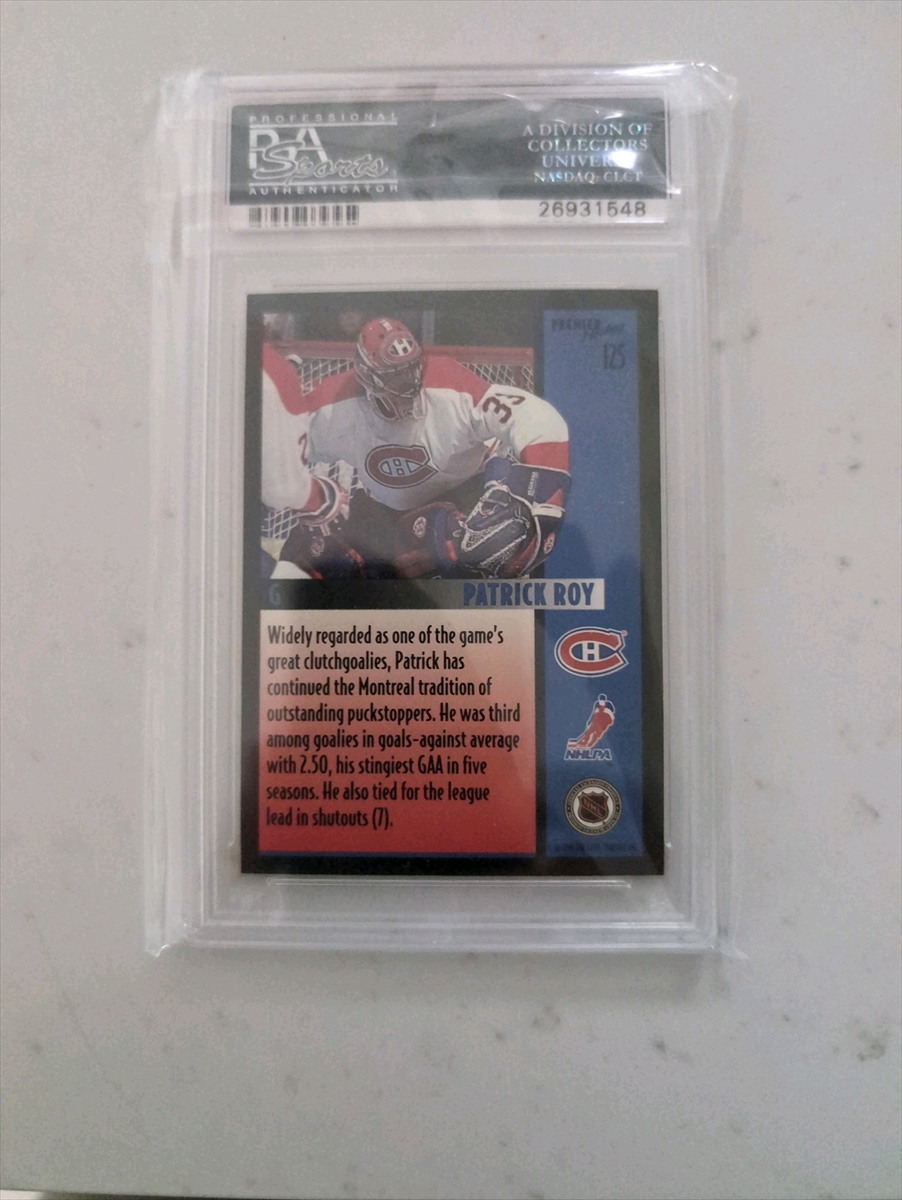 PROFESSIONAL
PSA
Sports
AUTHENTICATOR
A DIVISION OF
COLLECTORS
NASDAQ: CLCT
26931548
PREMIER
125
33
G
PATRICK ROY
Widely regarded as one of the game's
great clutchgoalies, Patrick has
continued the Montreal tradition of
outstanding puckstoppers. He was third
among goalies in goals-against average
with 2.50, his stingiest GAA in five
seasons. He also tied for the league
lead in shutouts (7).
NHLPA
NHL